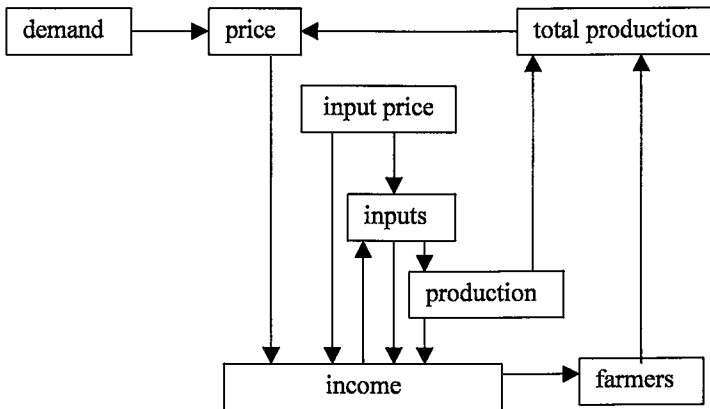 demand
price
total production
input price
inputs
production
income
farmers